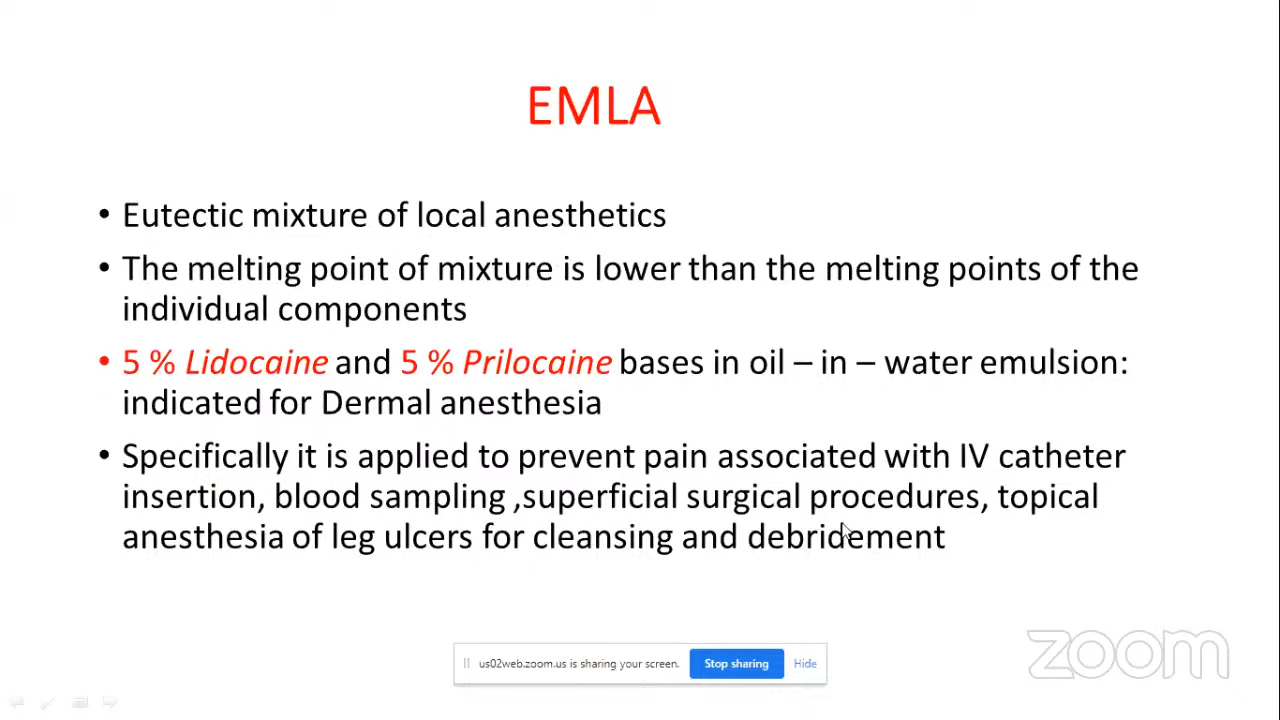 EMLA
• Eutectic mixture of local anesthetics
• The melting point of mixture is lower than the melting points of the
individual components
• 5 % Lidocaine and 5 % Prilocaine bases in oil – in – water emulsion:
indicated for Dermal anesthesia
• Specifically it is applied to prevent pain associated with IV catheter
insertion, blood sampling ,superficial surgical procedures, topical
anesthesia of leg ulcers for cleansing and debridement
zoom
us02web.zoom.us is sharing your screen. Stop sharing Hide